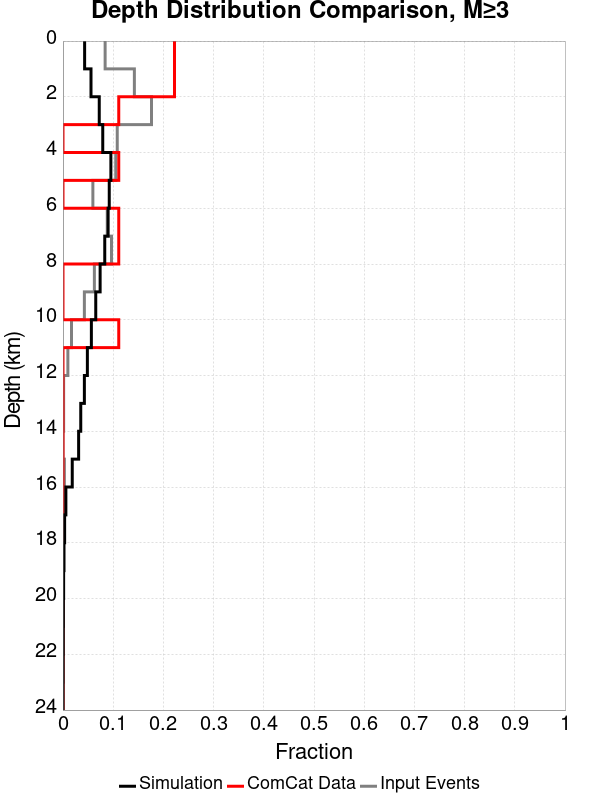 Depth Distribution Comparison, M≥3
0
2
4
6
8
10
12
14
16
18
20
22
24
Depth (km)
0 0.1 0.2 0.3 0.4 0.5 0.6 0.7 0.8 0.9 1
Fraction
Simulation ComCat Data Input Events